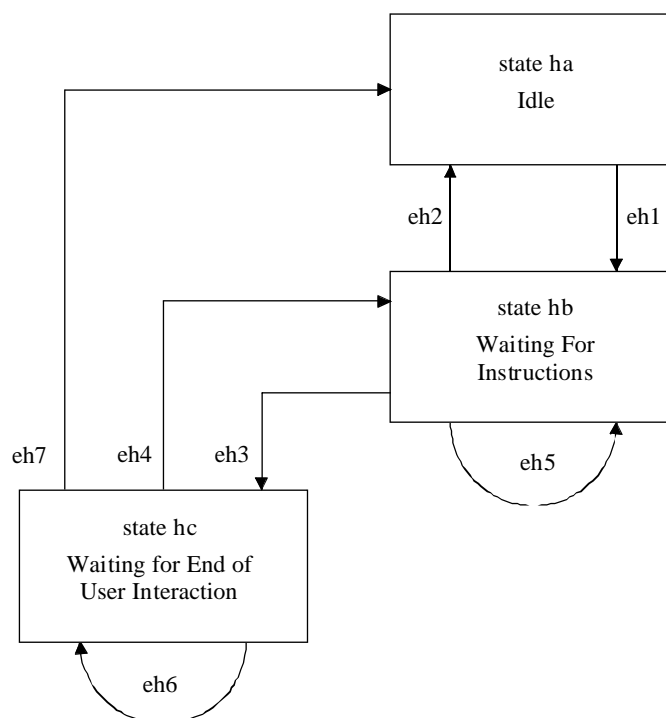 state ha
Idle
eh2
eh1
state hb
Waiting For
Instructions
eh7
eh4
eh3
eh5
state hc
Waiting for End of
User Interaction
eh6